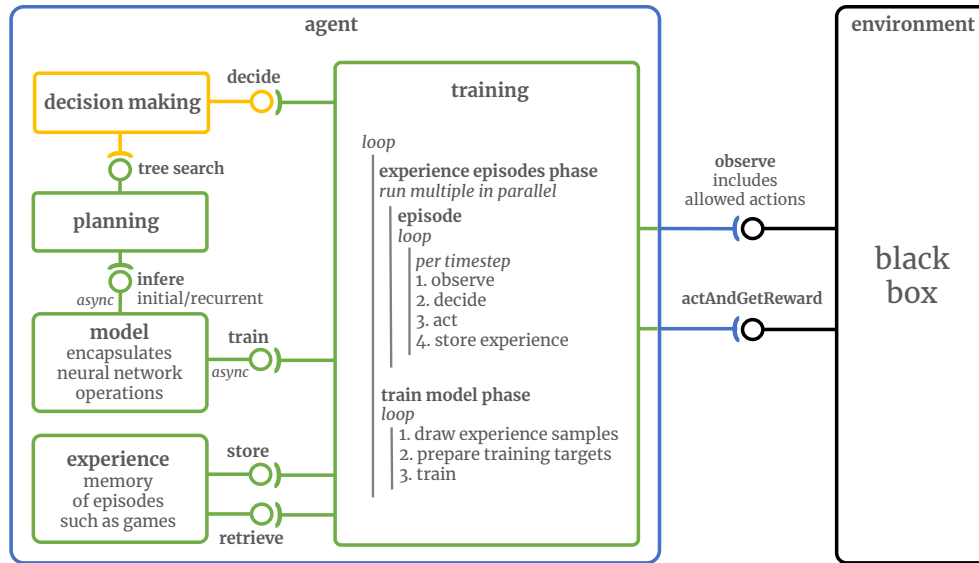 agent
environment
decision making
decide
tree search
planning
infere
initial/recurrent
async
model
encapsulates
neural network
operations
train
async
experience
memory
of episodes
such as games
store
retrieve
training
loop
experience episodes phase
run multiple in parallel
episode
loop
per timestep
1. observe
2. decide
3. act
4. store experience
train model phase
loop
1. draw experience samples
2. prepare training targets
3. train
observe
includes
allowed actions
actAndGetReward
black
box